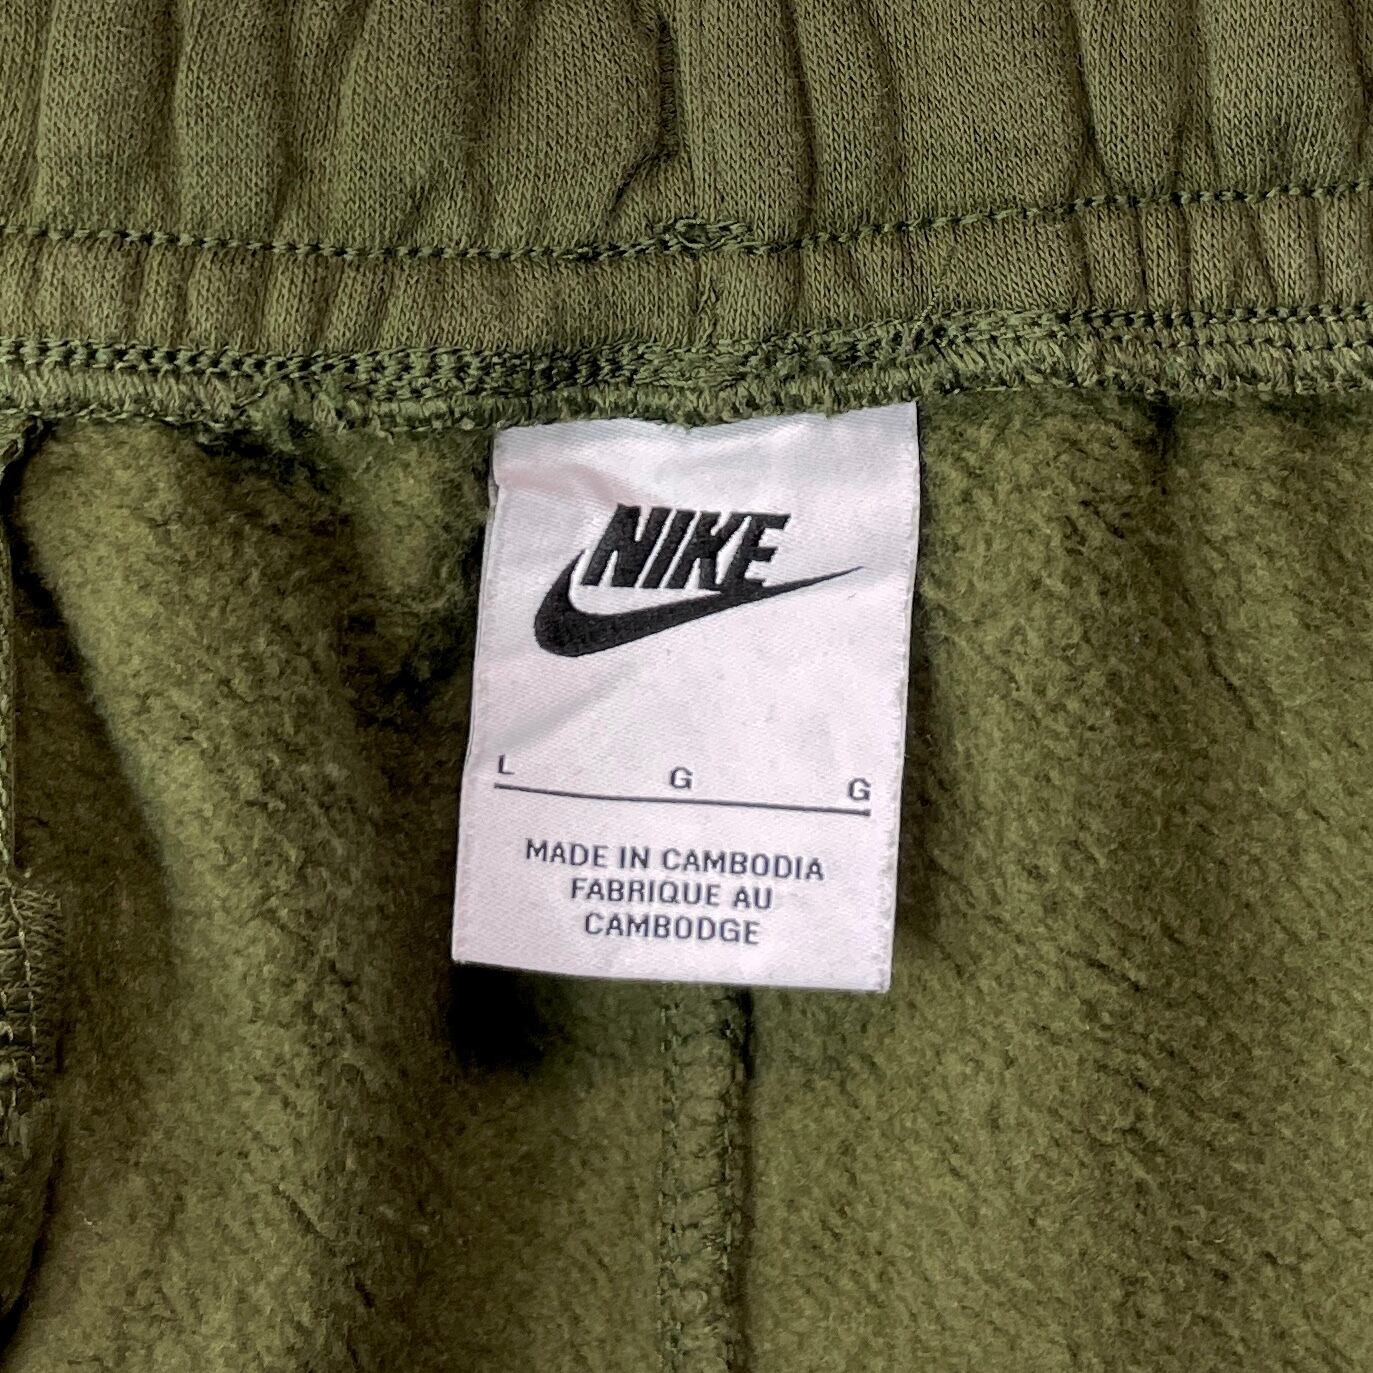 NIKE
L G G
MADE IN CAMBODIA
FABRIQUE AU
CAMBODGE